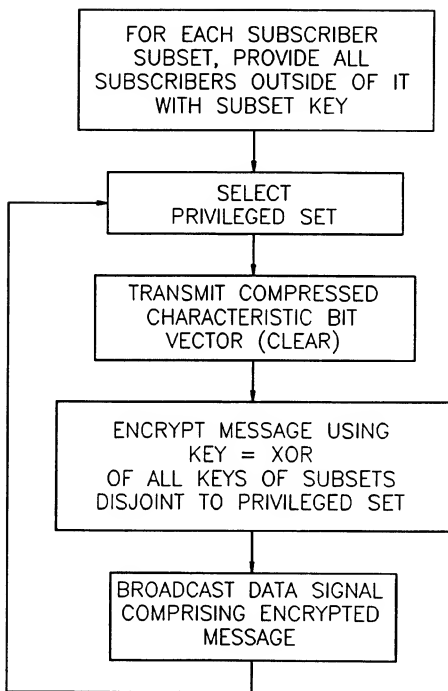 FOR EACH SUBSCRIBER
SUBSET, PROVIDE ALL
SUBSCRIBERS OUTSIDE OF IT
WITH SUBSET KEY
SELECT
PRIVILEGED SET
TRANSMIT COMPRESSED
CHARACTERISTIC BIT
VECTOR (CLEAR)
ENCRYPT MESSAGE USING
KEY = XOR
OF ALL KEYS OF SUBSETS
DISJOINT TO PRIVILEGED SET
BROADCAST DATA SIGNAL
COMPRISING ENCRYPTED
MESSAGE